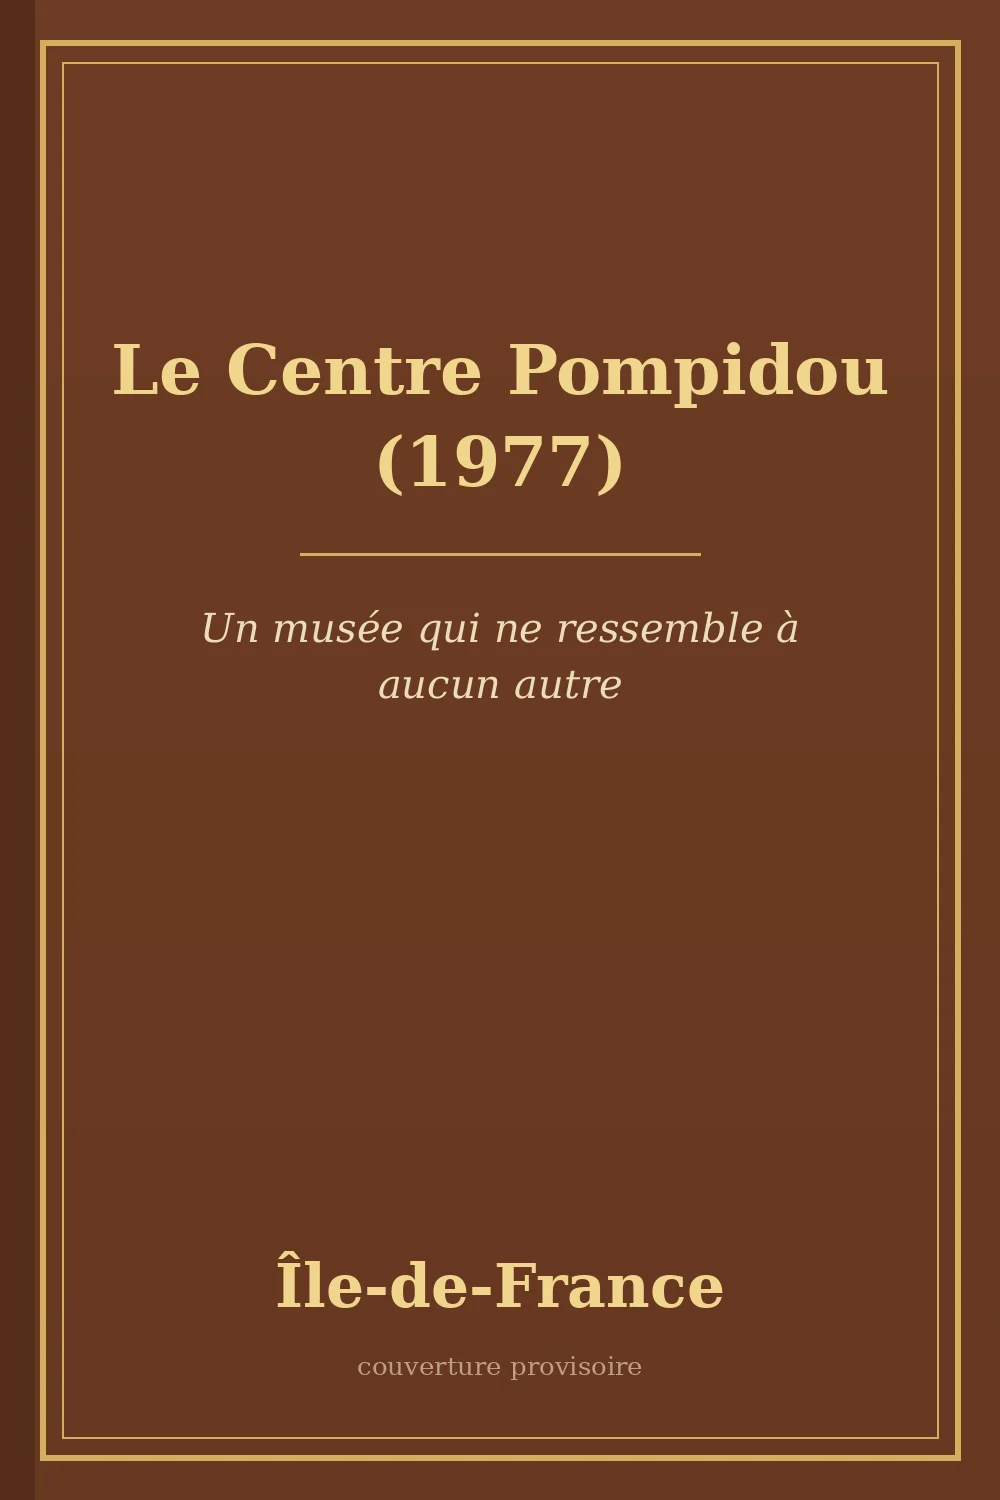 Le Centre Pompidou
(1977)
Un musée qui ne ressemble à
aucun autre
Île-de-France
couverture provisoire